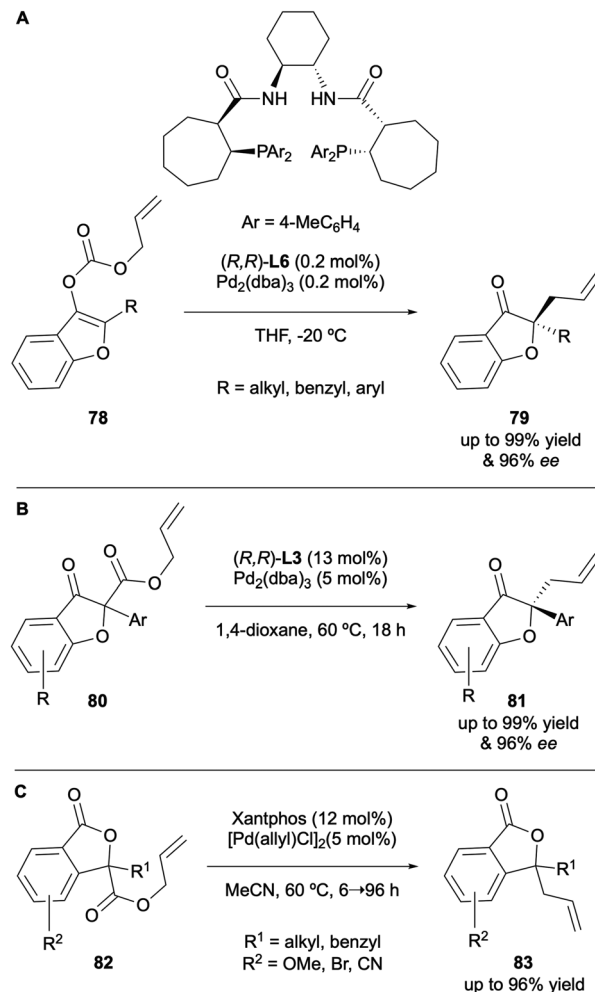 A
O
O
NH
HN
PAr2
Ar2P
Ar = 4-MeC6H4
O
O
O
R
O
78
(R,R)-L6 (0.2 mol%)
Pd2(dba)3 (0.2 mol%)
THF, -20 ºC
R = alkyl, benzyl, aryl
O
R
O
79
up to 99% yield
& 96% ee
B
O
O
O
Ar
O
R
80
(R,R)-L3 (13 mol%)
Pd2(dba)3 (5 mol%)
1,4-dioxane, 60 ºC, 18 h
O
Ar
O
R
81
up to 99% yield
& 96% ee
C
O
O
R1
O
O
R2
82
Xantphos (12 mol%)
[Pd(allyl)Cl]2(5 mol%)
MeCN, 60 ºC, 6→96 h
R1 = alkyl, benzyl
R2 = OMe, Br, CN
O
O
R1
R2
83
up to 96% yield